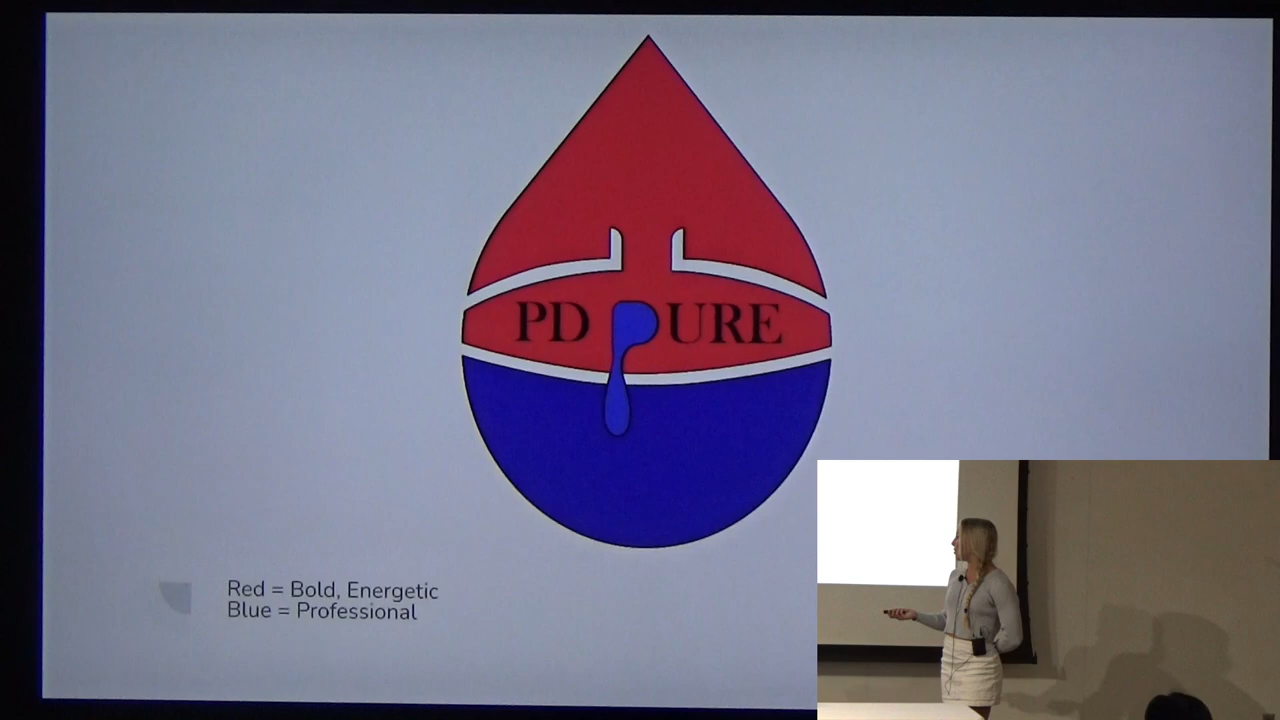 PD PURE
Red = Bold, Energetic
Blue = Professional